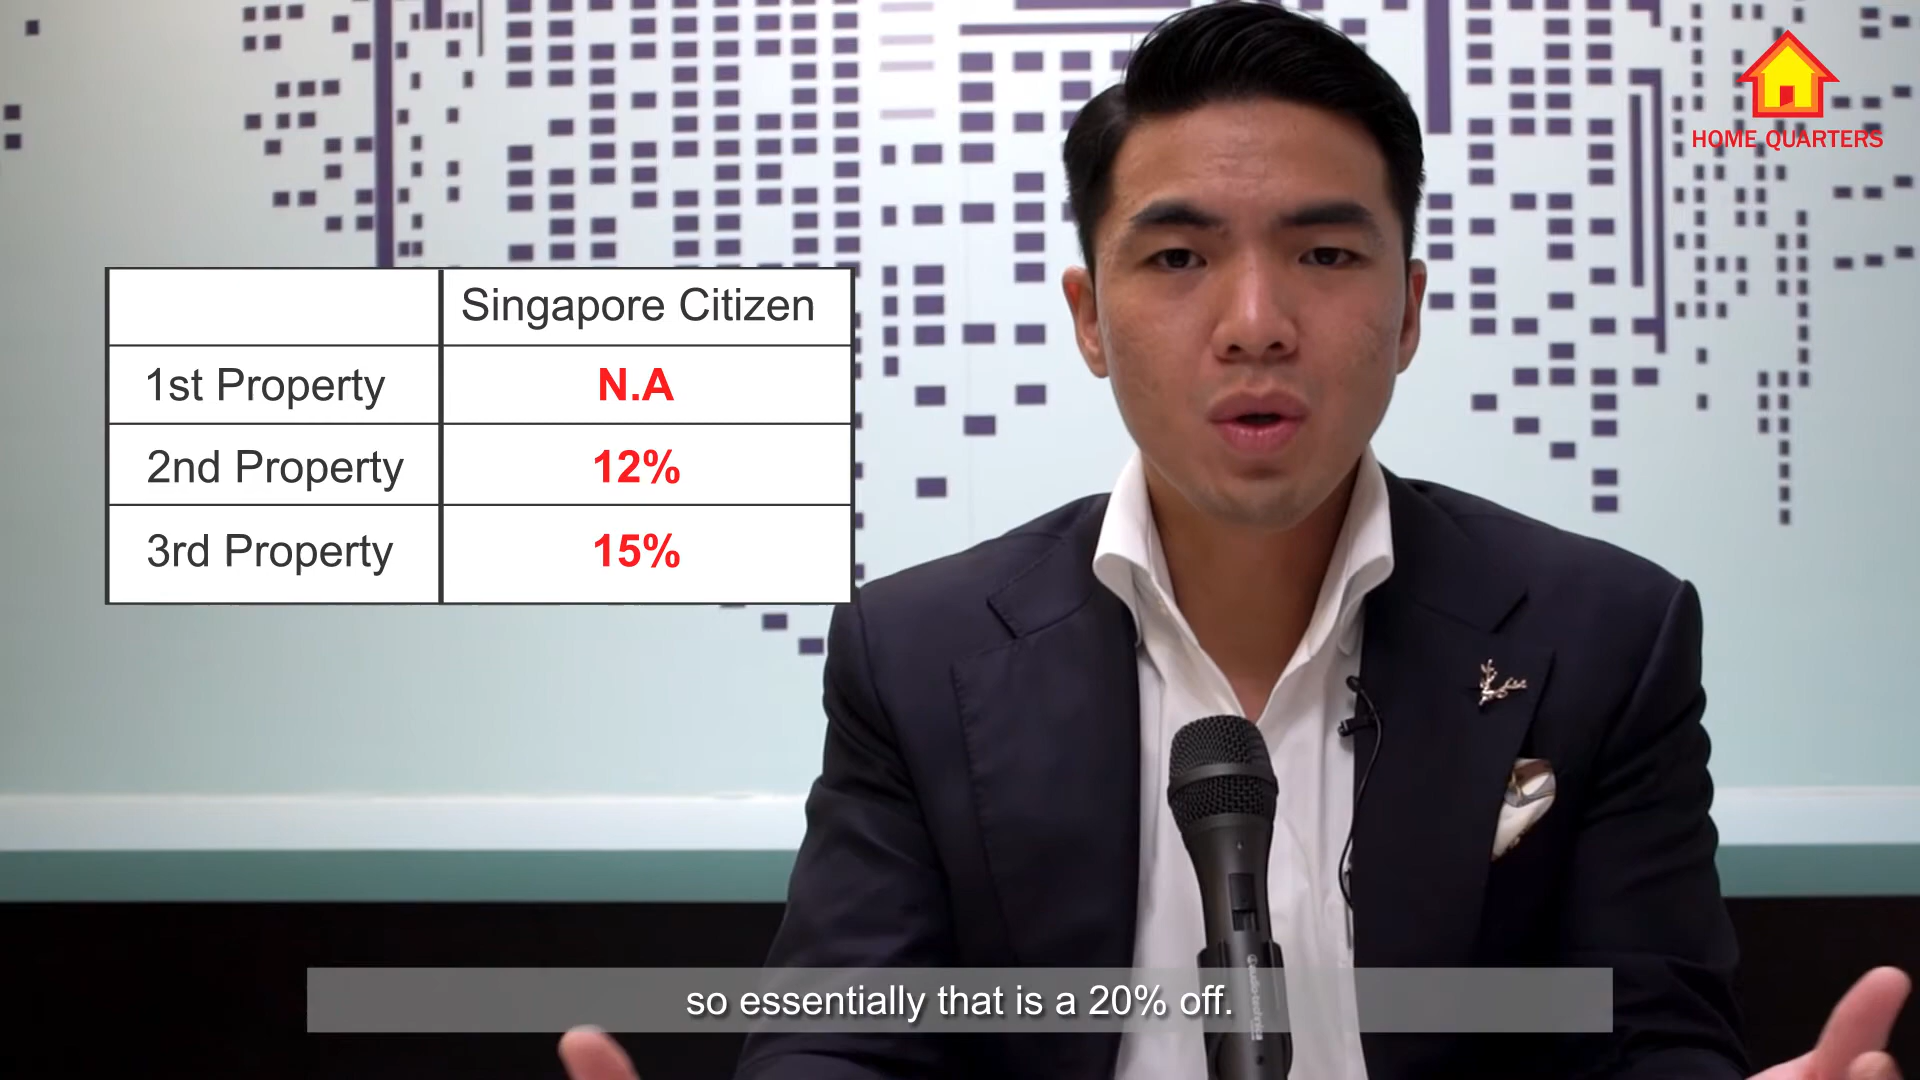 HOME QUARTERS
Singapore Citizen
1st Property N.A
2nd Property 12%
3rd Property 15%
so essentially that is a 20% off.